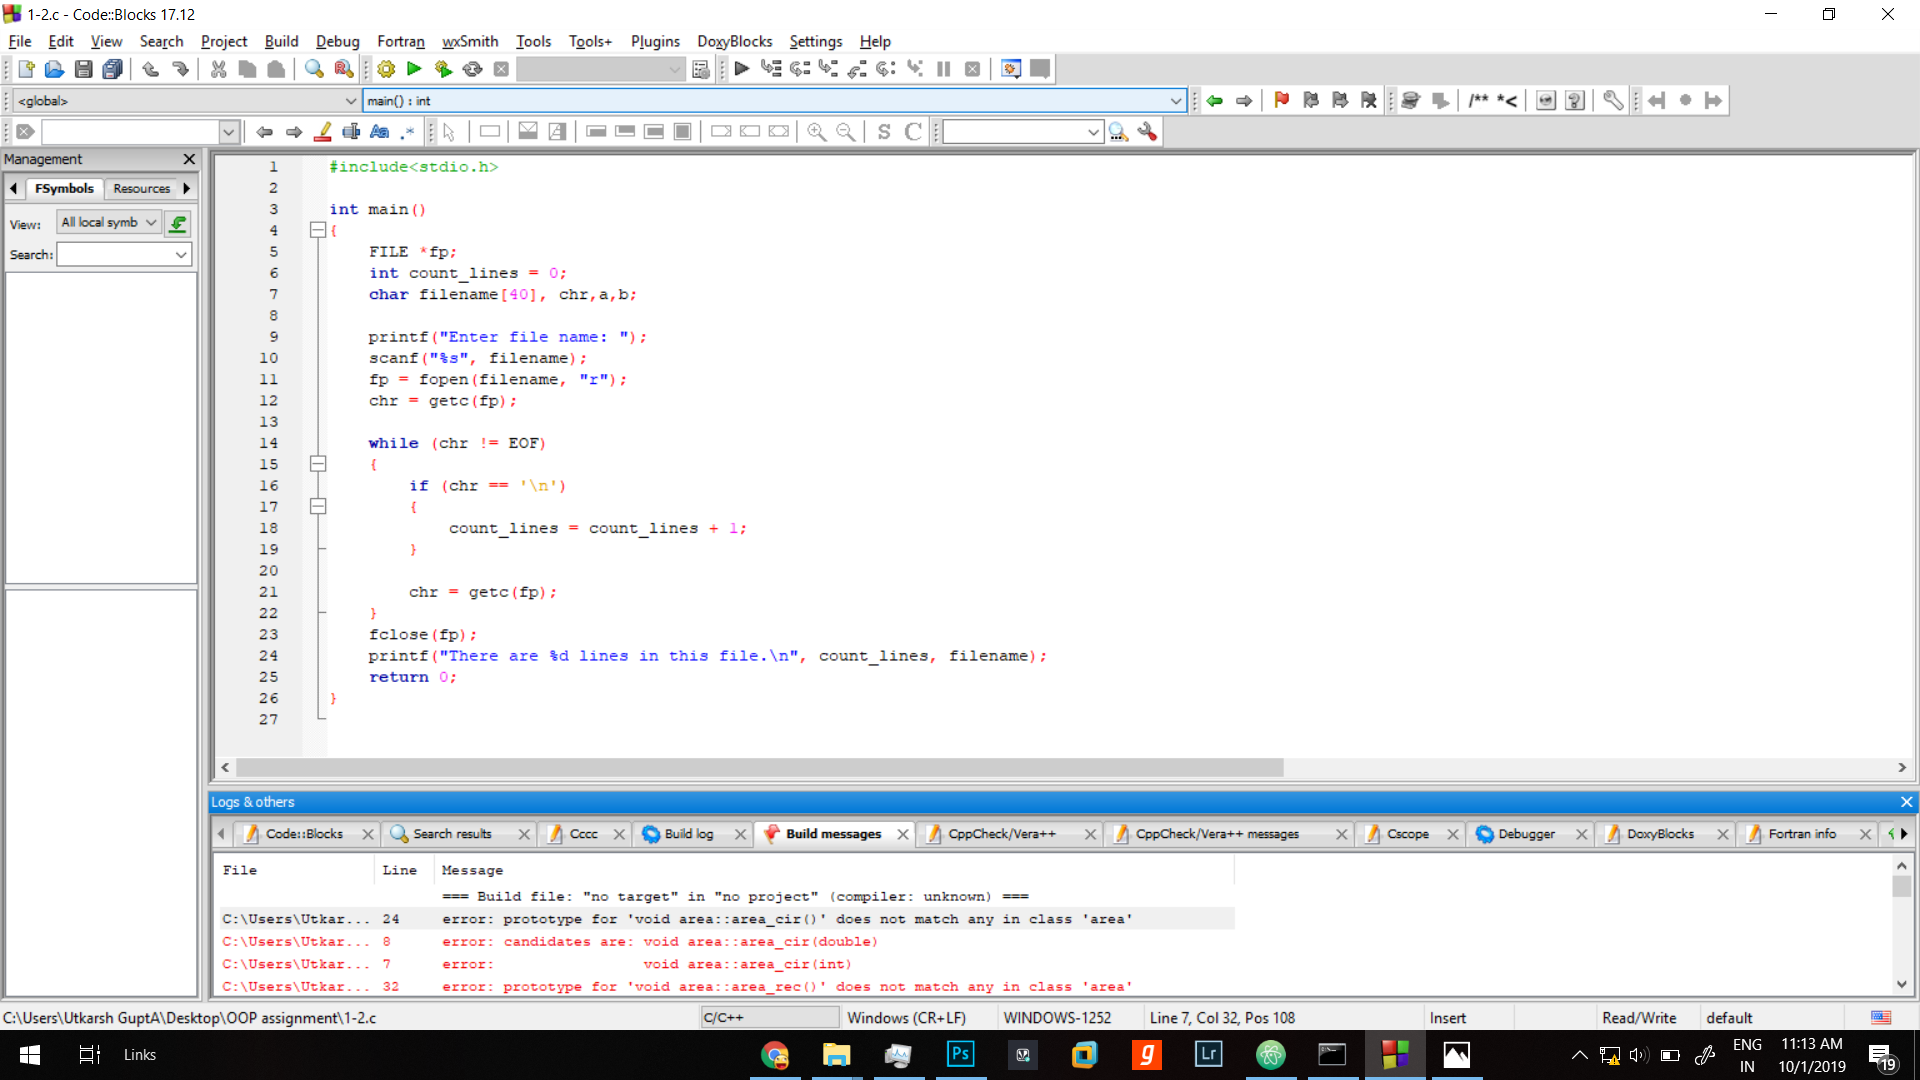 1-2.c - Code::Blocks 17.12
File Edit View Search Project Build Debug Fortran wxSmith Tools Tools+ Plugins DoxyBlocks Settings Help
<global> main() : int /** *<
Aa .* S C
Management
FSymbols Resources
View: All local symb
Search:
1 #include<stdio.h>
2
3 int main()
4 {
5 FILE *fp;
6 int count_lines = 0;
7 char filename[40], chr,a,b;
8
9 printf("Enter file name: ");
10 scanf("%s", filename);
11 fp = fopen(filename, "r");
12 chr = getc(fp);
13
14 while (chr != EOF)
15 {
16 if (chr == '\n')
17 {
18 count_lines = count_lines + 1;
19 }
20
21 chr = getc(fp);
22 }
23 fclose(fp);
24 printf("There are %d lines in this file.\n", count_lines, filename);
25 return 0;
26 }
27
Logs & others
Code::Blocks Search results Cccc Build log Build messages CppCheck/Vera++ CppCheck/Vera++ messages Cscope Debugger DoxyBlocks Fortran info
File Line Message
=== Build file: "no target" in "no project" (compiler: unknown) ===
C:\Users\Utkar... 24 error: prototype for 'void area::area_cir()' does not match any in class 'area'
C:\Users\Utkar... 8 error: candidates are: void area::area_cir(double)
C:\Users\Utkar... 7 error: void area::area_cir(int)
C:\Users\Utkar... 32 error: prototype for 'void area::area_rec()' does not match any in class 'area'
C:\Users\Utkarsh GuptA\Desktop\OOP assignment\1-2.c C/C++ Windows (CR+LF) WINDOWS-1252 Line 7, Col 32, Pos 108 Insert Read/Write default
Links Ps g Lr ENG 11:13 AM
IN 10/1/2019 19